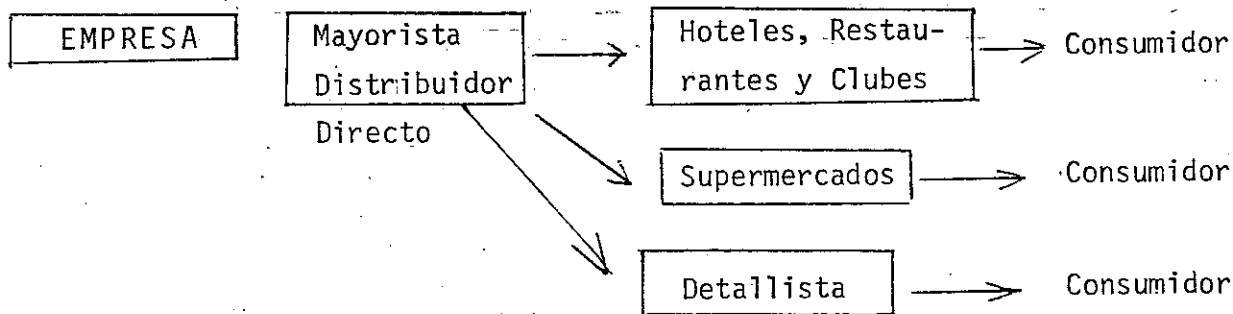 EMPRESA
Mayorista
Distribuidor
Directo
Hoteles, Restau-
rantes y Clubes
Consumidor
Supermercados
Consumidor
Detallista
Consumidor